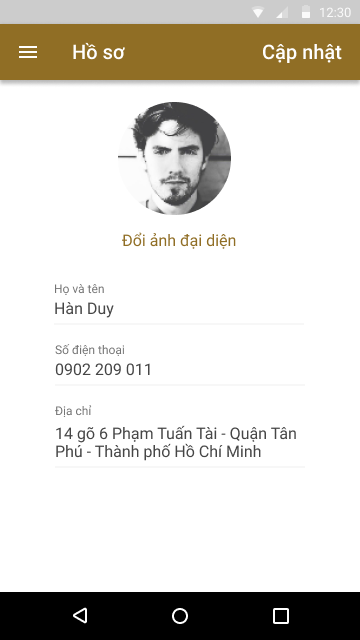 12:30
Hồ sơ
Cập nhật
Đổi ảnh đại diện
Họ và tên
Hàn Duy
Số điện thoại
0902 209 011
Địa chỉ
14 gõ 6 Phạm Tuấn Tài - Quận Tân
Phú - Thành phố Hồ Chí Minh